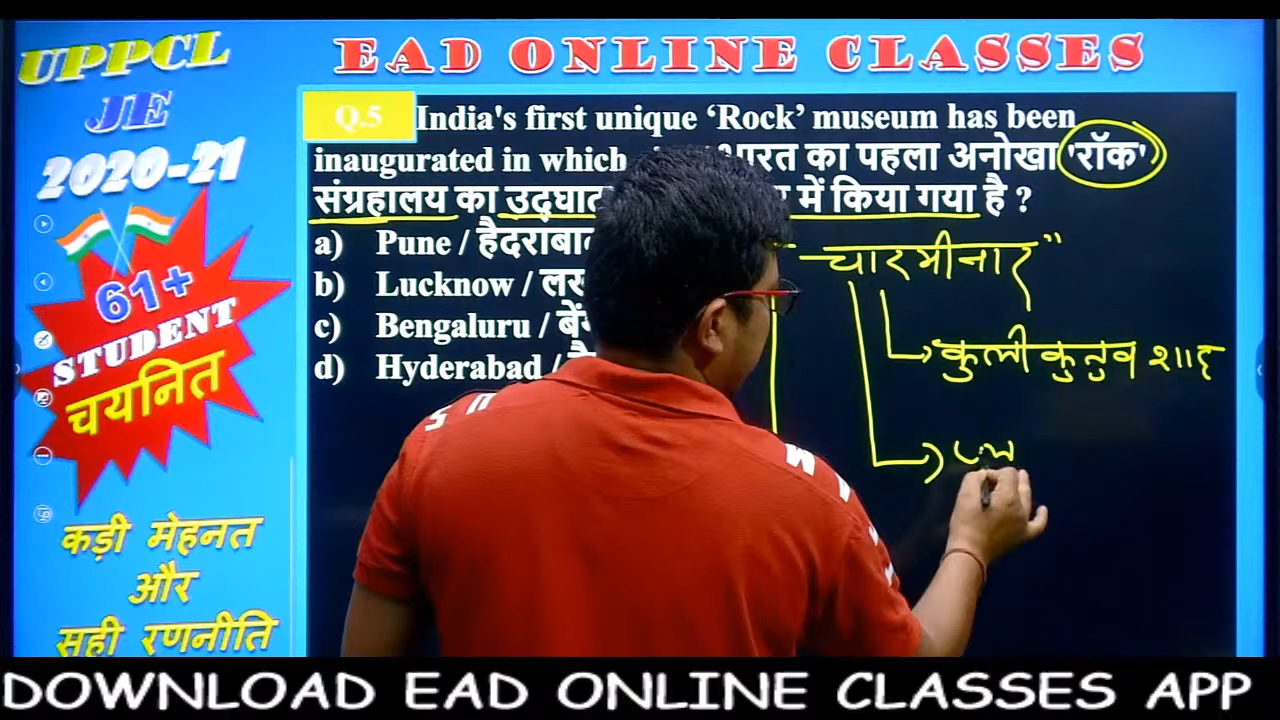 UPPCL
JE
2020-21
61+
STUDENT
चयनित
कड़ी मेहनत
और
सही रणनीति
EAD ONLINE CLASSES
Q.5 India's first unique ‘Rock’ museum has been
inaugurated in which भारत का पहला अनोखा 'रॉक'
संग्रहालय का में किया गया है ?
a) Pune / हैदराबाद
b) Lucknow /
c) Bengaluru /
d) Hyderabad /
चारमीनार"
कुली कुतुब शाह
DOWNLOAD EAD ONLINE CLASSES APP